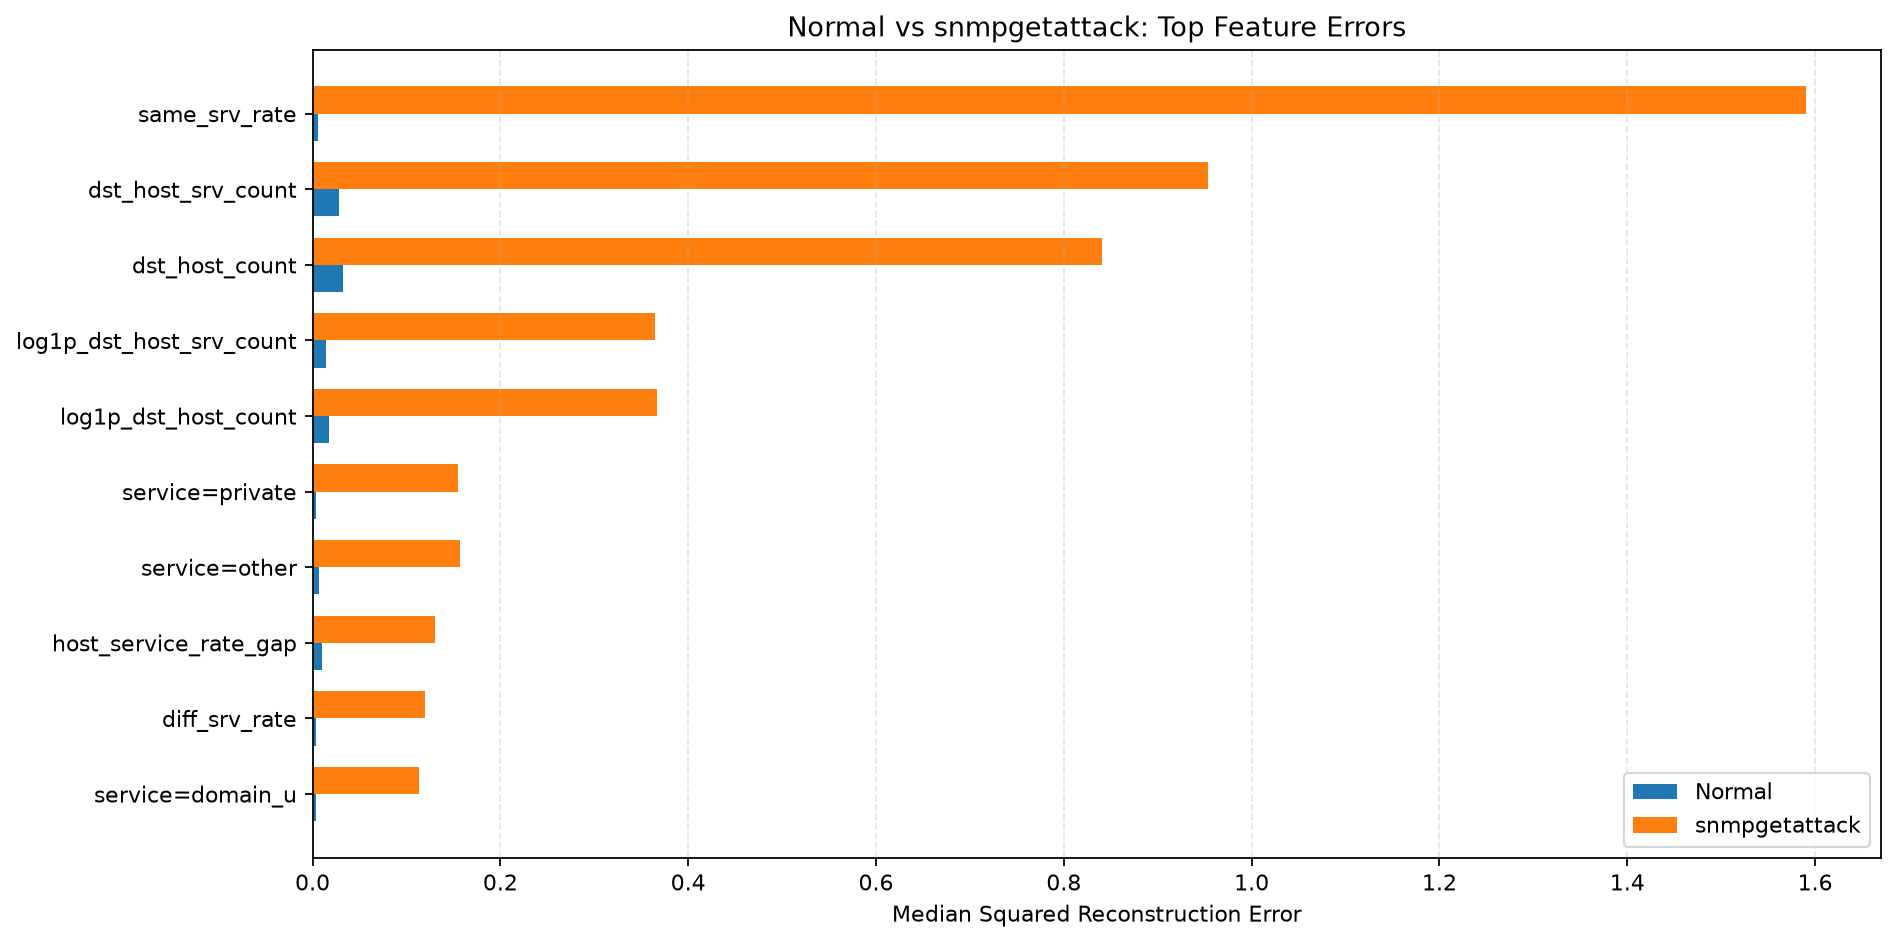 Normal vs snmpgetattack: Top Feature Errors
same_srv_rate
dst_host_srv_count
dst_host_count
log1p_dst_host_srv_count
log1p_dst_host_count
service=private
service=other
host_service_rate_gap
diff_srv_rate
service=domain_u
Normal
snmpgetattack
0.0 0.2 0.4 0.6 0.8 1.0 1.2 1.4 1.6
Median Squared Reconstruction Error